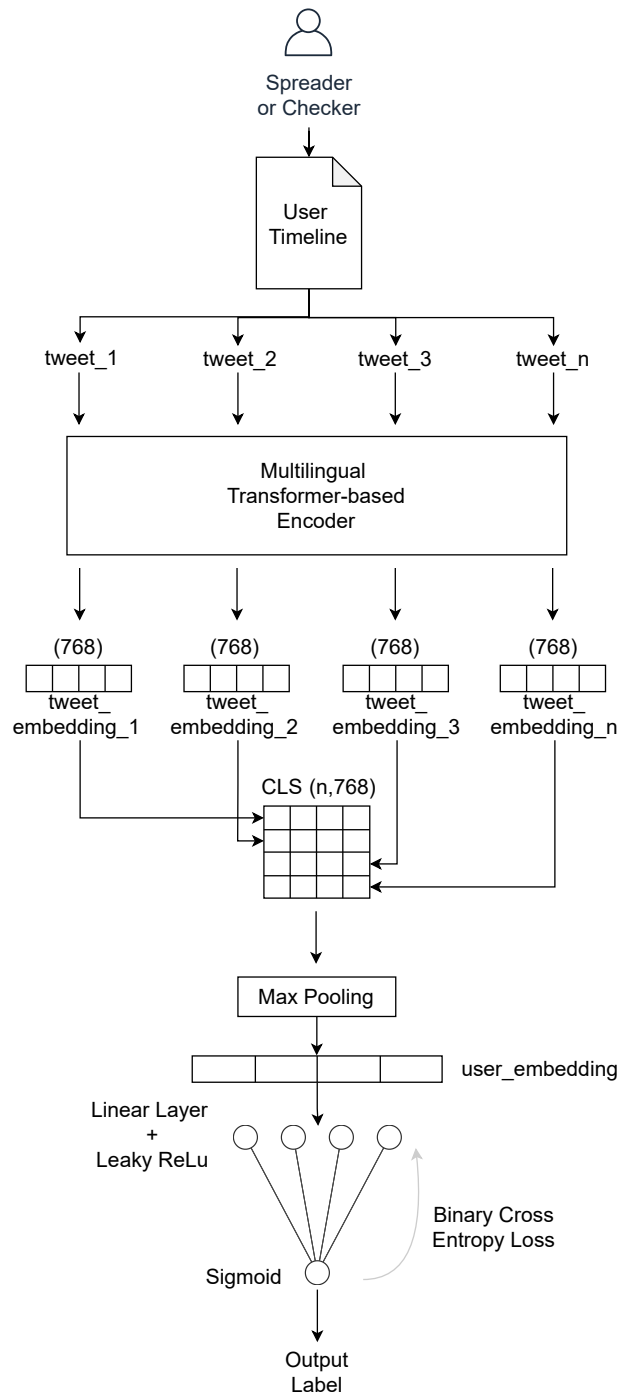 Spreader
or Checker
User
Timeline
tweet_1
tweet_2
tweet_3
tweet_n
Multilingual
Transformer-based
Encoder
(768)
(768)
(768)
(768)
tweet_
embedding_1
tweet_
embedding_2
tweet_
embedding_3
tweet_
embedding_n
CLS (n,768)
Max Pooling
user_embedding
Linear Layer
+
Leaky ReLu
Binary Cross
Entropy Loss
Sigmoid
Output
Label